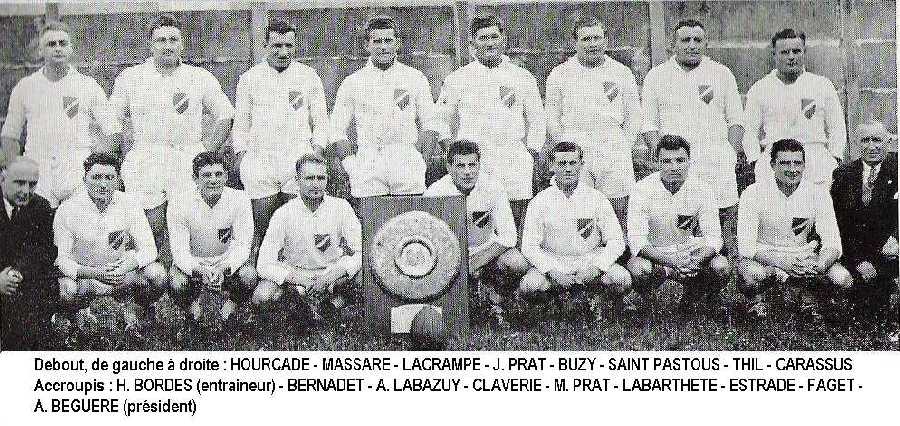 Debout, de gauche à droite : HOURCADE - MASSARE - LACRAMPE - J. PRAT - BUZY - SAINT PASTOUS - THIL - CARASSUS
Accroupis : H. BORDES (entraineur) - BERNADET - A. LABAZUY - CLAVERIE - M. PRAT - LABARTHETE - ESTRADE - FAGET -
A. BEGUERE (président)